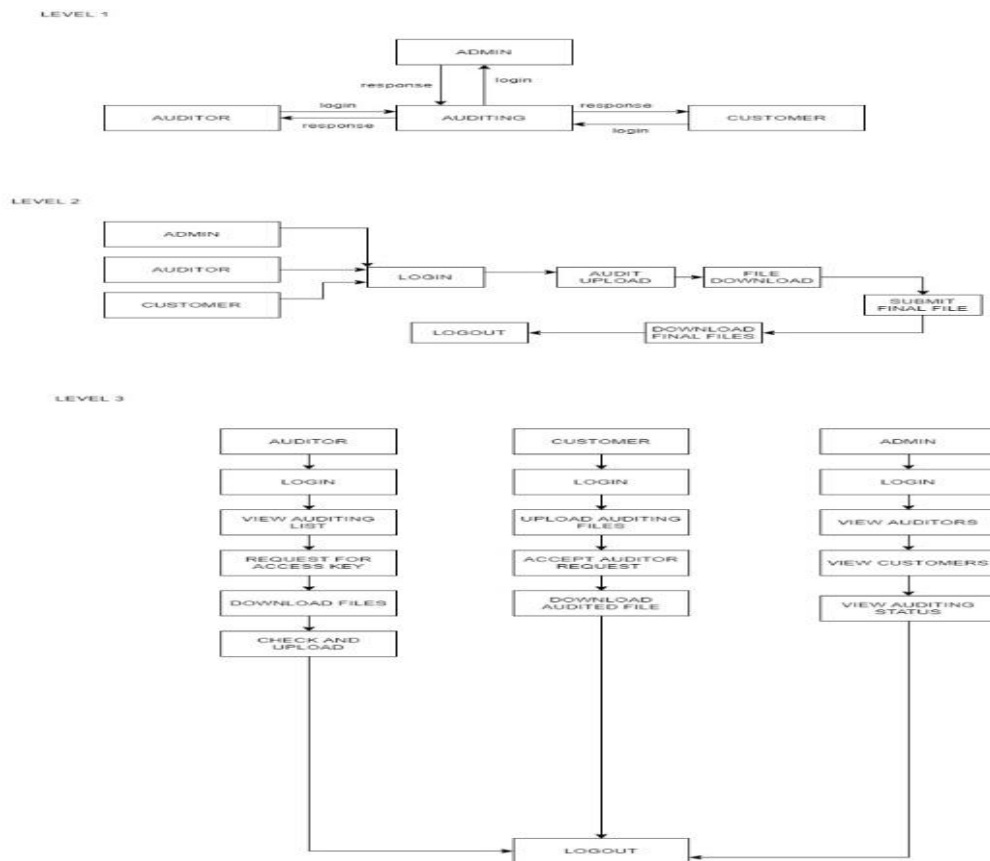 LEVEL 1
ADMIN
response
login
login
response
AUDITOR
AUDITING
CUSTOMER
response
login
LEVEL 2
ADMIN
AUDITOR
CUSTOMER
LOGIN
AUDIT
UPLOAD
FILE
DOWNLOAD
SUBMIT
FINAL FILE
DOWNLOAD
FINAL FILES
LOGOUT
LEVEL 3
AUDITOR
LOGIN
VIEW AUDITING
LIST
REQUEST FOR
ACCESS KEY
DOWNLOAD FILES
CHECK AND
UPLOAD
CUSTOMER
LOGIN
UPLOAD AUDITING
FILES
ACCEPT AUDITOR
REQUEST
DOWNLOAD
AUDITED FILE
ADMIN
LOGIN
VIEW AUDITORS
VIEW CUSTOMERS
VIEW AUDITING
STATUS
LOGOUT